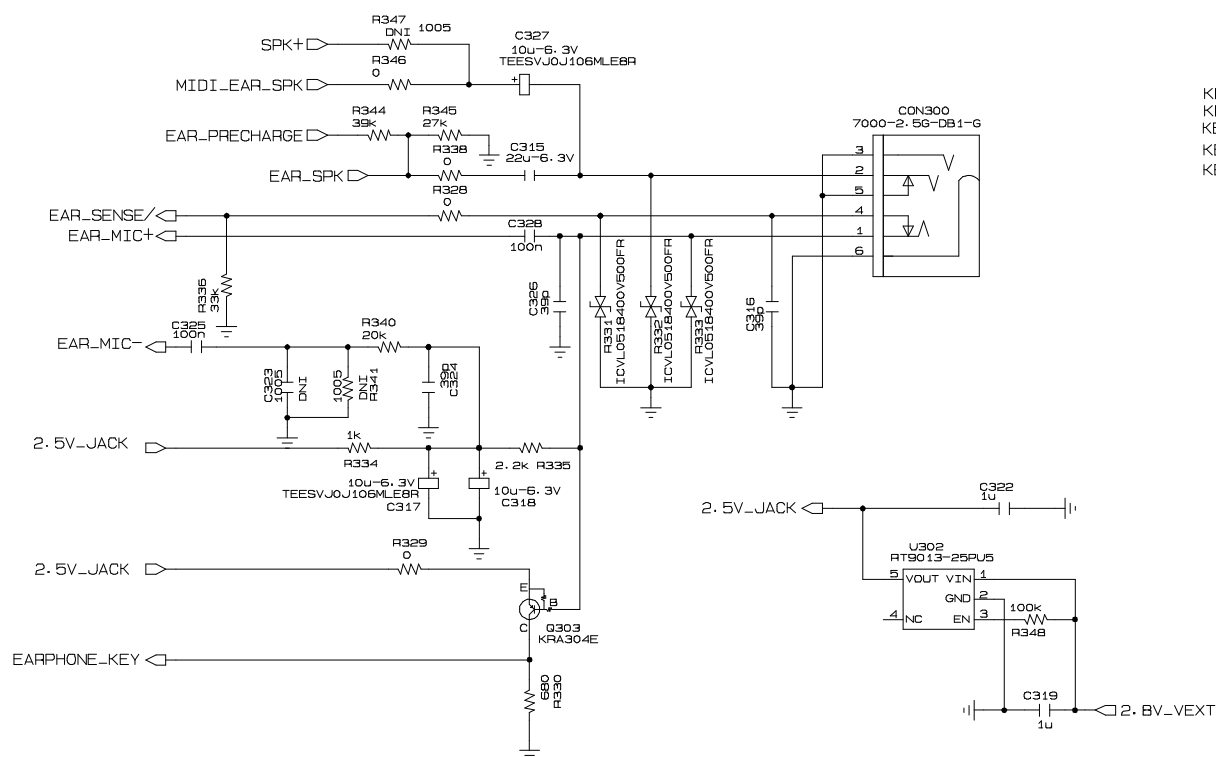 R347
DNI 1005
SPK+
R346
0
MIDI_EAR_SPK
C327
10u-6.3V
TEESVJ0J106MLE8R
R344
39k
R345
27k
EAR_PRECHARGE
R338
0
C315
22u-6.3V
EAR_SPK
R328
0
EAR_SENSE/
EAR_MIC+
C328
100n
CON300
7000-2.5G-DB1-G
3
2
5
4
1
6
KE
R336
33k
C326
39p
R331
ICVL0518400V500FR
R332
ICVL0518400V500FR
R333
ICVL0518400V500FR
C316
39p
C325
100n
EAR_MIC-
R340
20k
C323
1005
DNI
1005
DNI
R341
39p
C324
2.5V_JACK
1k
R334
2.2k R335
10u-6.3V
TEESVJ0J106MLE8R
C317
10u-6.3V
C318
2.5V_JACK
R329
0
E
B
C
Q303
KRA304E
EARPHONE_KEY
680
R330
2.5V_JACK
C322
1u
U302
RT9013-25PU5
5 VOUT VIN 1
GND 2
4 NC EN 3
100k
R348
C319
1u
2.8V_VEXT